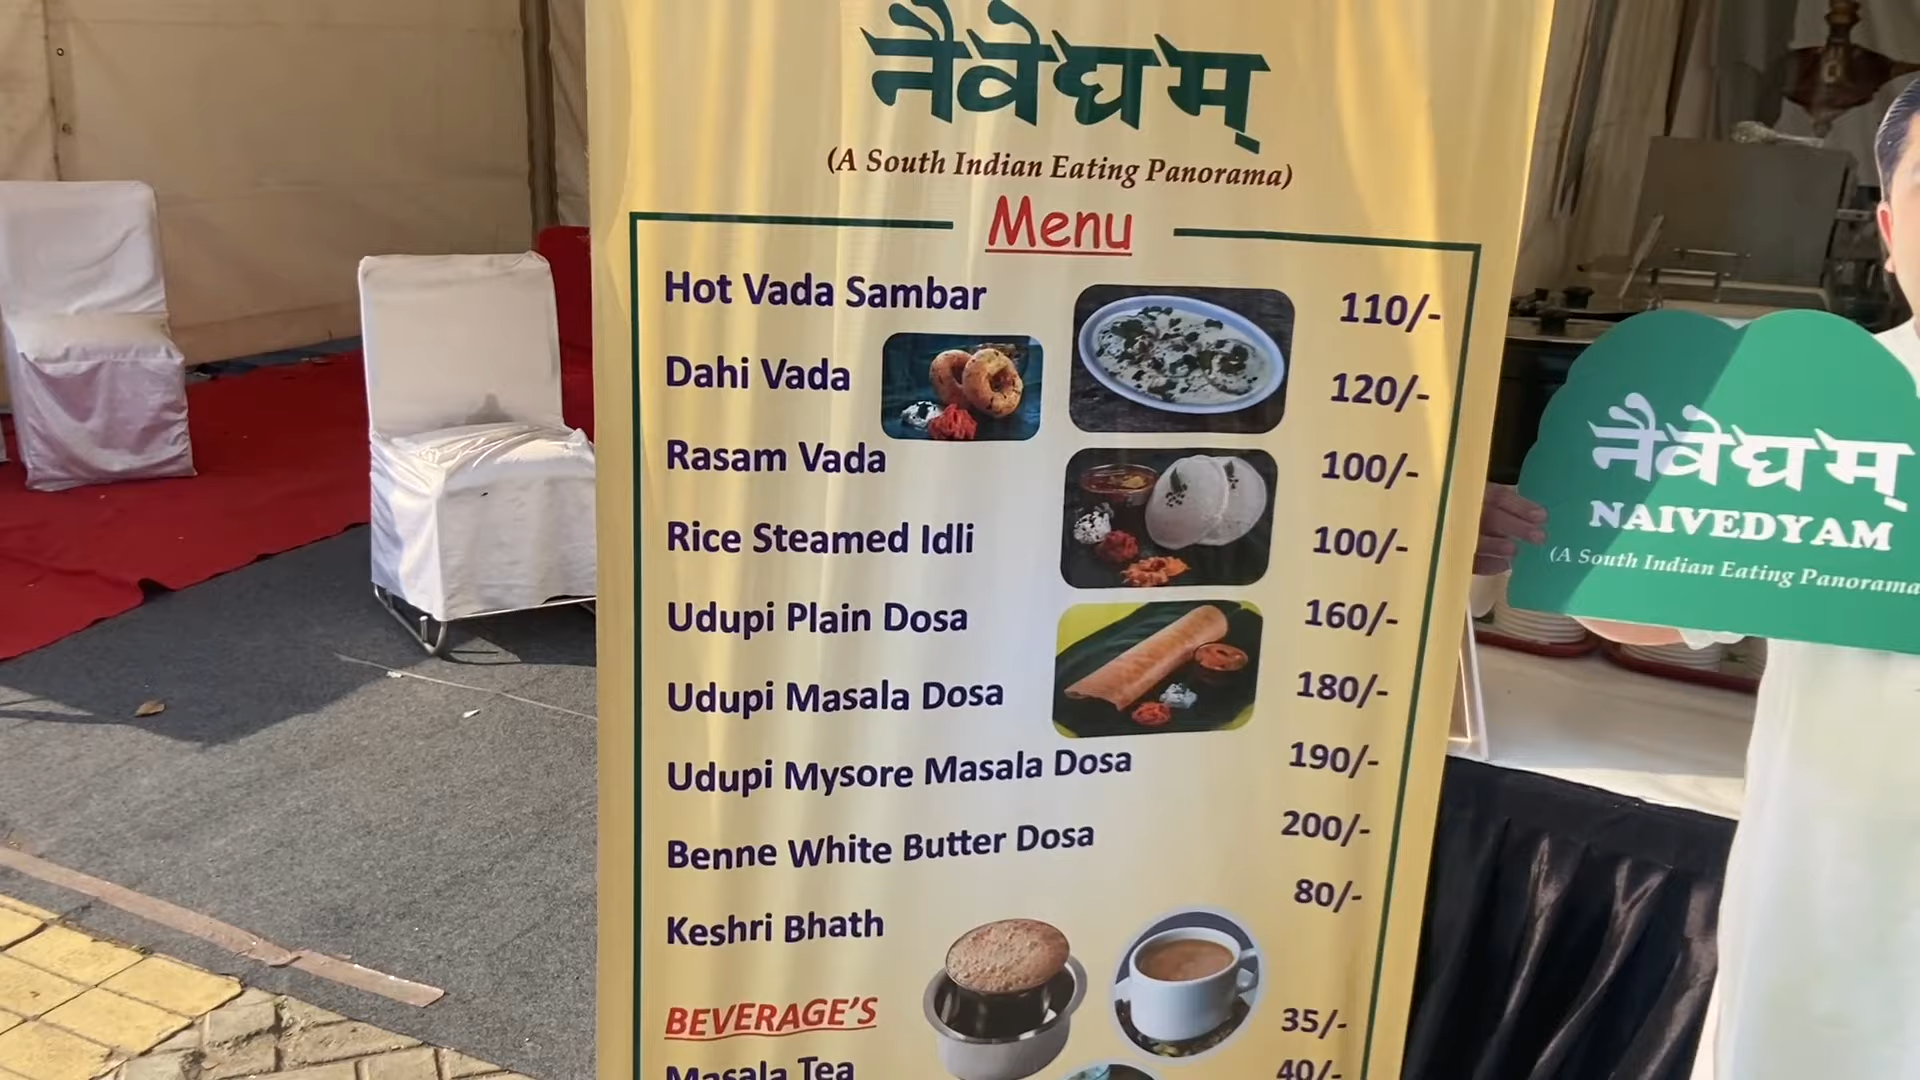 नैवेद्यम्
(A South Indian Eating Panorama)
Menu
Hot Vada Sambar 110/-
Dahi Vada 120/-
Rasam Vada 100/-
Rice Steamed Idli 100/-
Udupi Plain Dosa 160/-
Udupi Masala Dosa 180/-
Udupi Mysore Masala Dosa 190/-
Benne White Butter Dosa 200/-
Keshri Bhath 80/-
BEVERAGE'S
Masala Tea 35/-
40/-
नैवेद्यम्
NAIVEDYAM
(A South Indian Eating Panorama